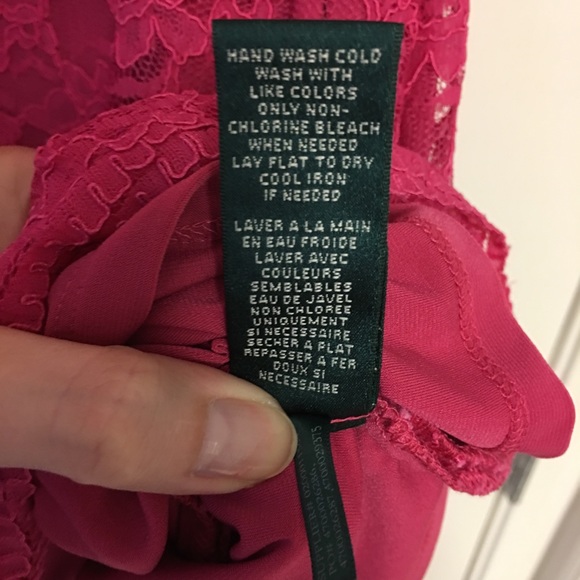 HAND WASH COLD
WASH WITH
LIKE COLORS
ONLY NON-
CHLORINE BLEACH
WHEN NEEDED
LAY FLAT TO DRY
COOL IRON
IF NEEDED
LAVER A LA MAIN
EN EAU FROIDE
LAVER AVEC
COULEURS
SEMBLABLES
EAU DE JAVEL
NON CHLOREE
UNIQUEMENT
SI NECESSAIRE
SECHER A PLAT
REPASSER A FER
DOUX SI
NECESSAIRE